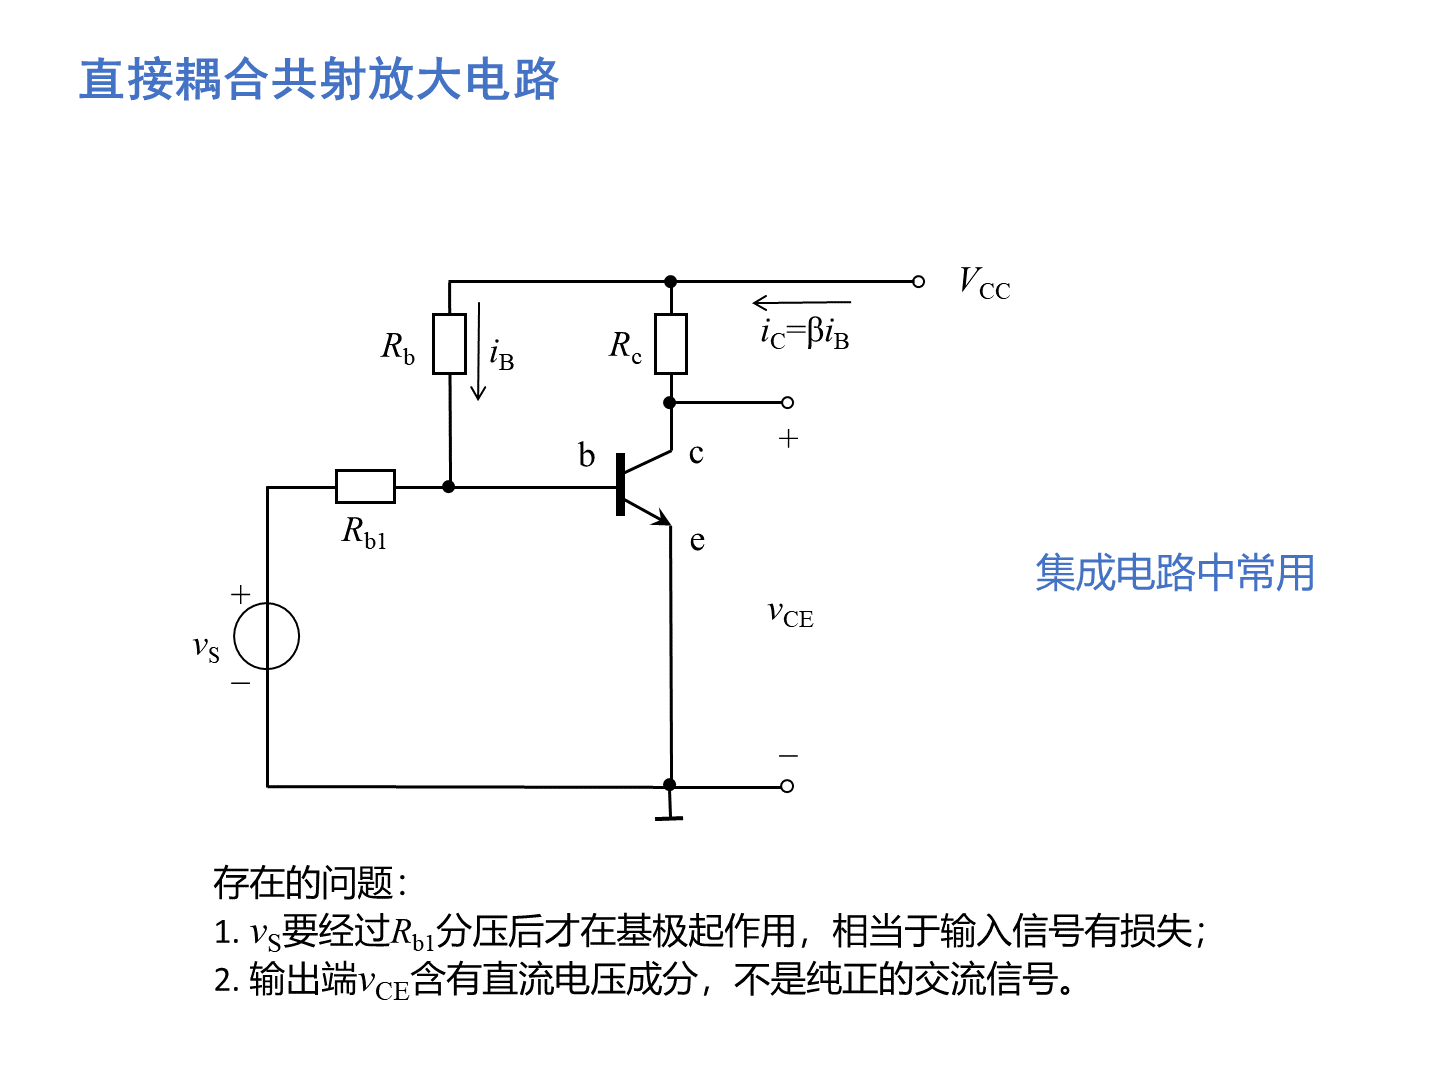 直接耦合共射放大电路
VCC
iC=βiB
Rb
iB
Rc
+
b
c
Rb1
e
集成电路中常用
+
vCE
vS
−
−
存在的问题：
1. vS要经过Rb1分压后才在基极起作用，相当于输入信号有损失；
2. 输出端vCE含有直流电压成分，不是纯正的交流信号。